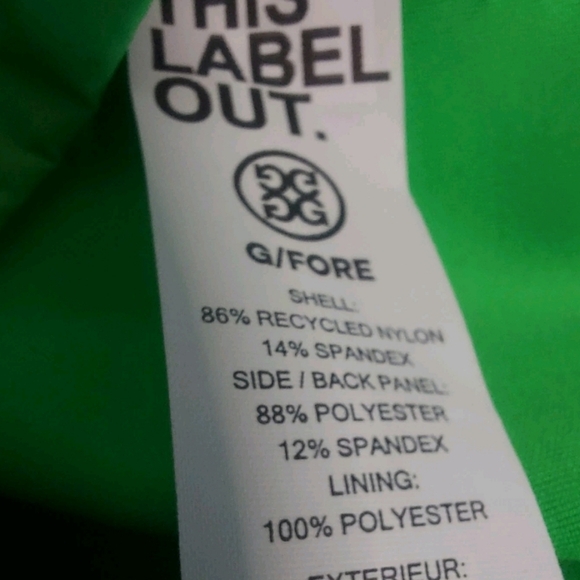 THIS
LABEL
OUT.
G/FORE
SHELL:
86% RECYCLED NYLON
14% SPANDEX
SIDE / BACK PANEL:
88% POLYESTER
12% SPANDEX
LINING:
100% POLYESTER
EXTERIEUR: